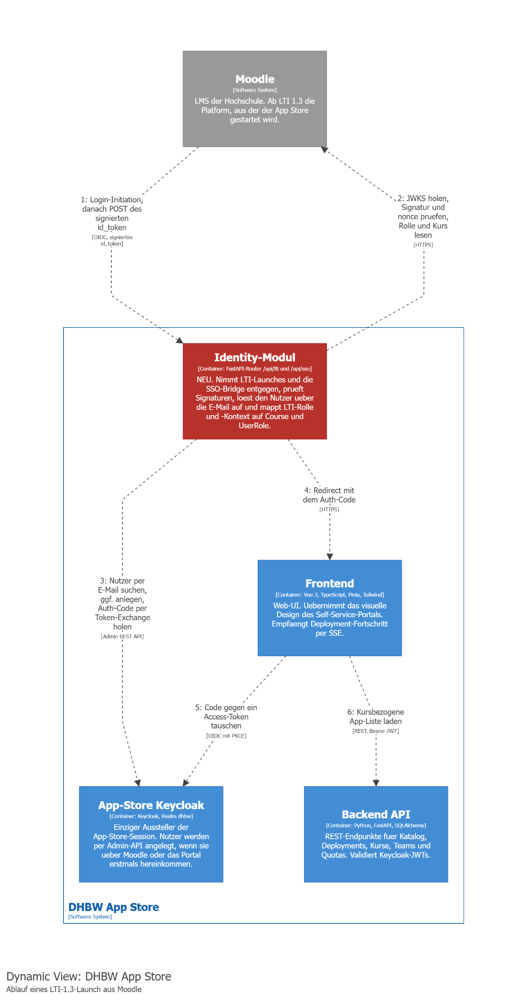 Moodle
[Software System]
LMS der Hochschule. Ab LTI 1.3 die
Platform, aus der der App Store
gestartet wird.
1: Login-Initiation,
danach POST des
signierten
id_token
[OIDC, signiertes
id_token]
2: JWKS holen,
Signatur und
nonce pruefen,
Rolle und Kurs
lesen
[HTTPS]
Identity-Modul
[Container: FastAPI-Router /api/lti und /api/sso]
NEU. Nimmt LTI-Launches und die
SSO-Bridge entgegen, prueft
Signaturen, loest den Nutzer ueber
die E-Mail auf und mappt LTI-Rolle
und -Kontext auf Course und
UserRole.
4: Redirect mit
dem Auth-Code
[HTTPS]
3: Nutzer per
E-Mail suchen,
ggf. anlegen,
Auth-Code per
Token-Exchange
holen
[Admin REST API]
Frontend
[Container: Vue 3, TypeScript, Pinia, Tailwind]
Web-UI. Uebernimmt das visuelle
Design des Self-Service-Portals.
Empfaengt Deployment-Fortschritt
per SSE.
5: Code gegen ein
Access-Token
tauschen
[OIDC mit PKCE]
6: Kursbezogene
App-Liste laden
[REST, Bearer-JWT]
App-Store Keycloak
[Container: Keycloak, Realm dhbw]
Einziger Aussteller der
App-Store-Session. Nutzer werden
per Admin-API angelegt, wenn sie
ueber Moodle oder das Portal
erstmals hereinkommen.
Backend API
[Container: Python, FastAPI, SQLAlchemy]
REST-Endpunkte fuer Katalog,
Deployments, Kurse, Teams und
Quotas. Validiert Keycloak-JWTs.
DHBW App Store
[Software System]
Dynamic View: DHBW App Store
Ablauf eines LTI-1.3-Launch aus Moodle